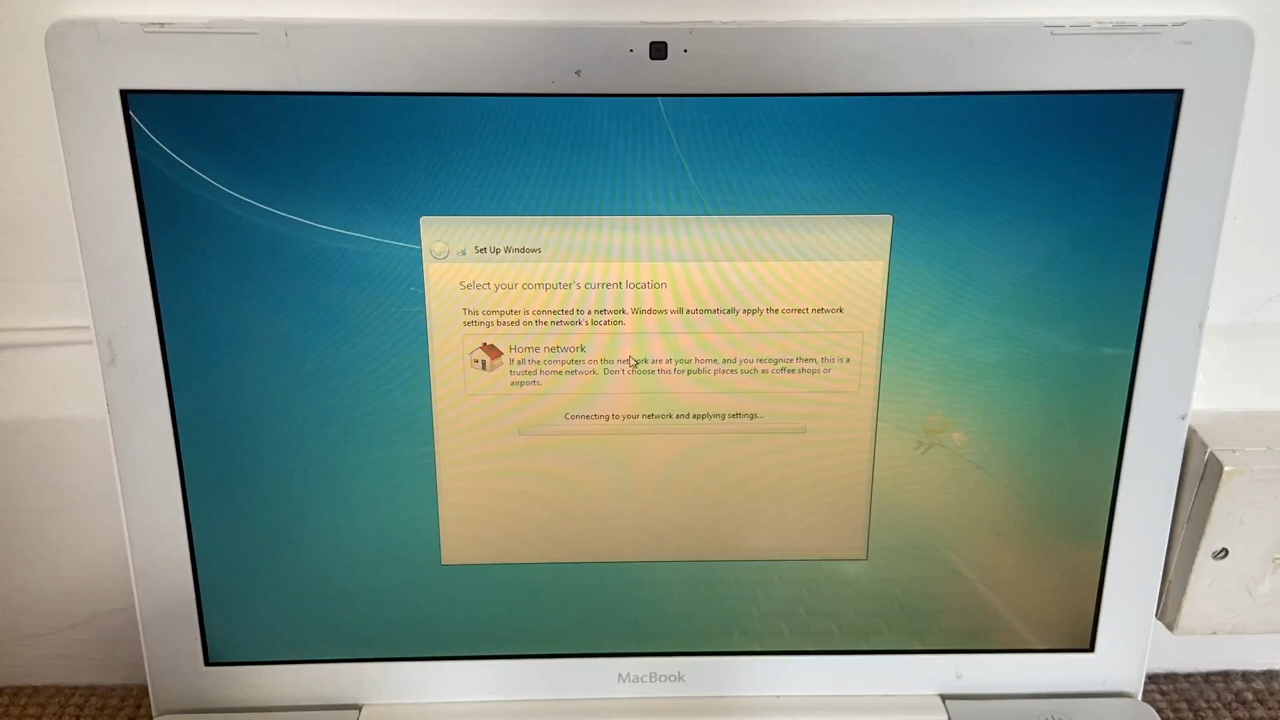 Set Up Windows
Select your computer's current location
This computer is connected to a network. Windows will automatically apply the correct network
settings based on the network's location.
Home network
If all the computers on this network are at your home, and you recognize them, this is a
trusted home network.  Don't choose this for public places such as coffee shops or
airports.
Connecting to your network and applying settings...
MacBook